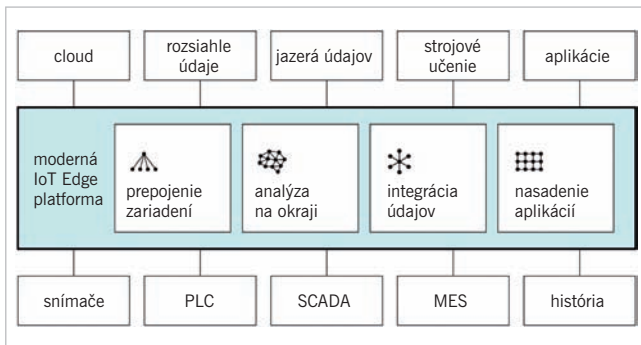 cloud
rozsiahle
údaje
jazerá údajov
strojové
učenie
aplikácie
moderná
IoT Edge
platforma
prepojenie
zariadení
analýza
na okraji
integrácia
údajov
nasadenie
aplikácií
snímače
PLC
SCADA
MES
história